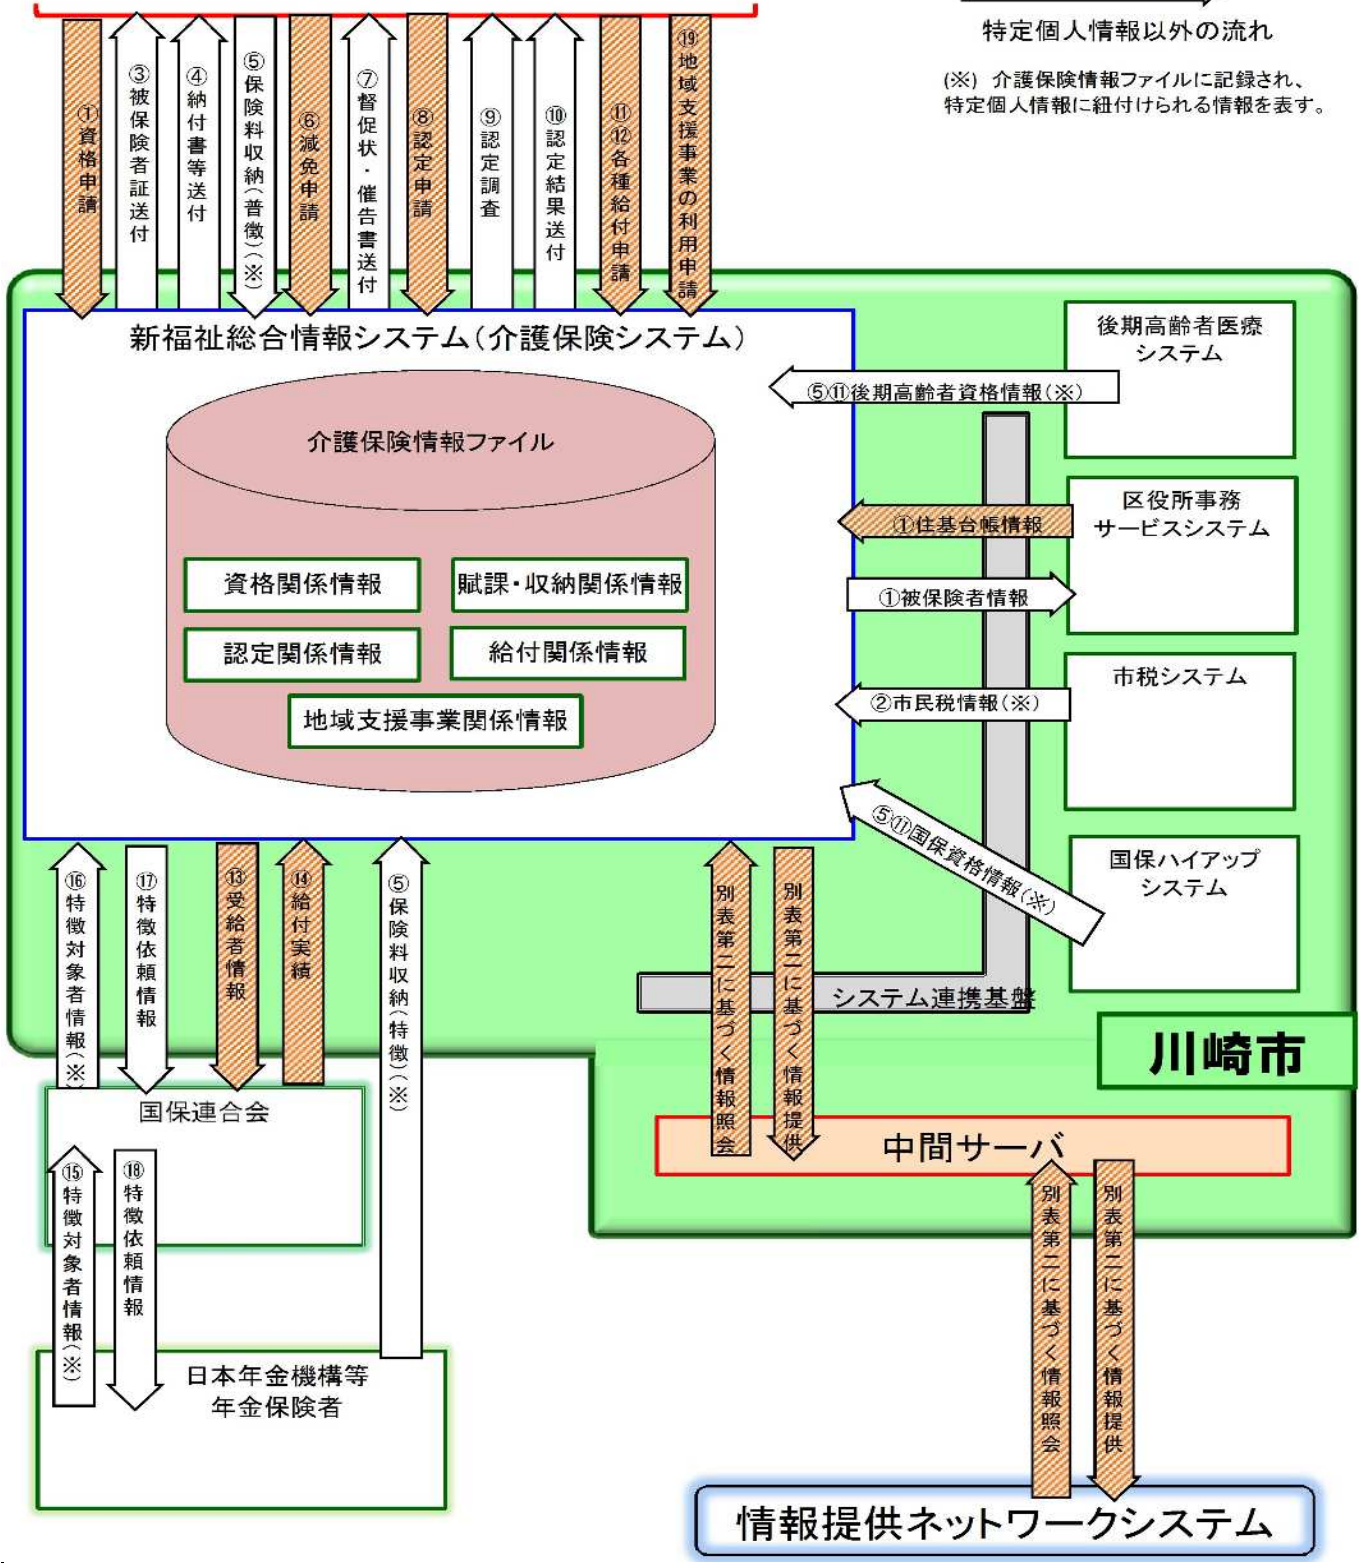 特定個人情報以外の流れ
(※) 介護保険情報ファイルに記録され、
特定個人情報に紐付けられる情報を表す。
①資格申請
③被保険者証送付
④納付書等送付
⑤保険料収納(普徴)(※)
⑥減免申請
⑦督促状・催告書送付
⑧認定申請
⑨認定調査
⑩認定結果送付
⑪⑫各種給付申請
⑲地域支援事業の利用申請
新福祉総合情報システム(介護保険システム)
介護保険情報ファイル
資格関係情報
賦課・収納関係情報
認定関係情報
給付関係情報
地域支援事業関係情報
後期高齢者医療
システム
⑤⑪後期高齢者資格情報(※)
区役所事務
サービスシステム
①住基台帳情報
①被保険者情報
市税システム
②市民税情報(※)
国保ハイアップ
システム
⑤⑪国保資格情報(※)
システム連携基盤
川崎市
⑯特徴対象者情報(※)
⑰特徴依頼情報
⑬受給者情報
⑭給付実績
⑤保険料収納(特徴)(※)
別表第二に基づく情報照会
別表第二に基づく情報提供
中間サーバ
国保連合会
⑮特徴対象者情報(※)
⑱特徴依頼情報
日本年金機構等
年金保険者
別表第二に基づく情報照会
別表第二に基づく情報提供
情報提供ネットワークシステム